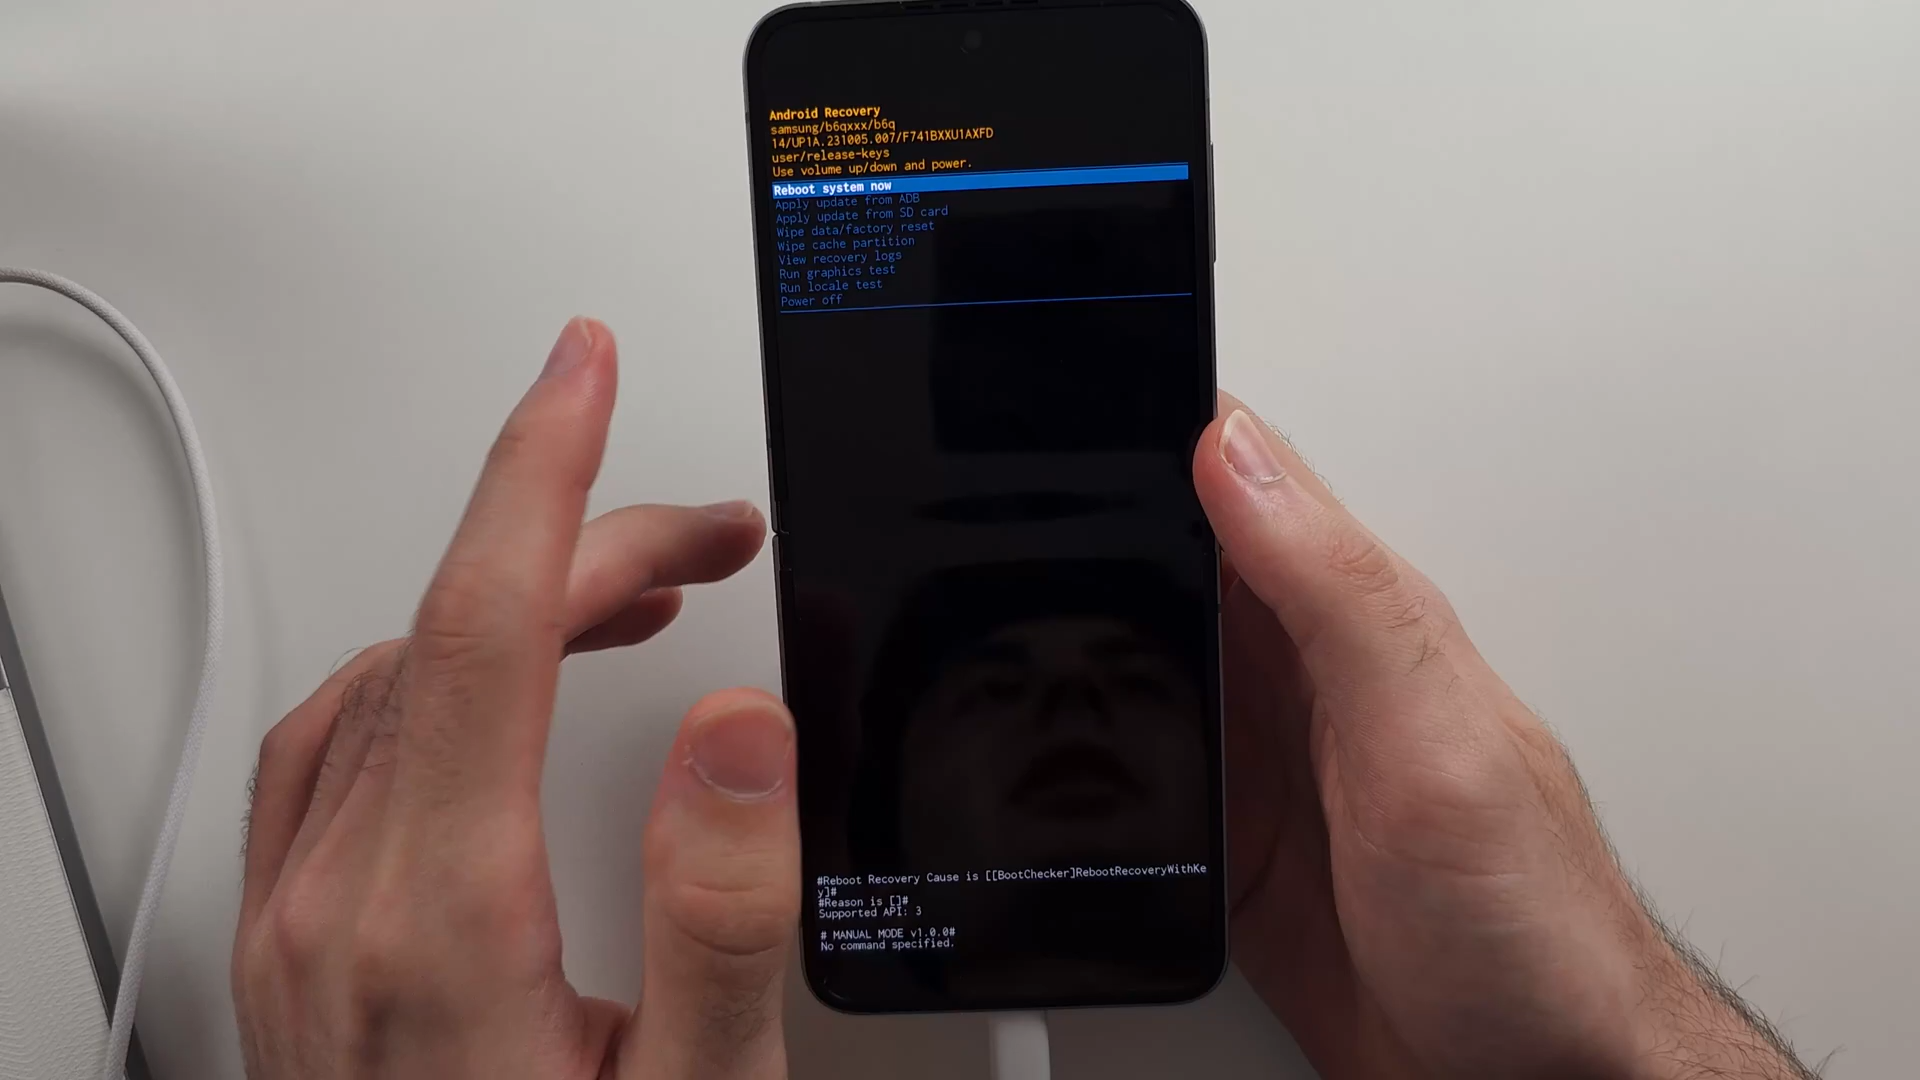 Android Recovery
samsung/b6qxxx/b6q
14/UP1A.231005.007/F741BXXU1AXFD
user/release-keys
Use volume up/down and power.
Reboot system now
Apply update from ADB
Apply update from SD card
Wipe data/factory reset
Wipe cache partition
View recovery logs
Run graphics test
Run locale test
Power off
#Reboot Recovery Cause is [[BootChecker]RebootRecoveryWithKe
y]#
#Reason is []#
Supported API: 3
# MANUAL MODE v1.0.0#
No command specified.